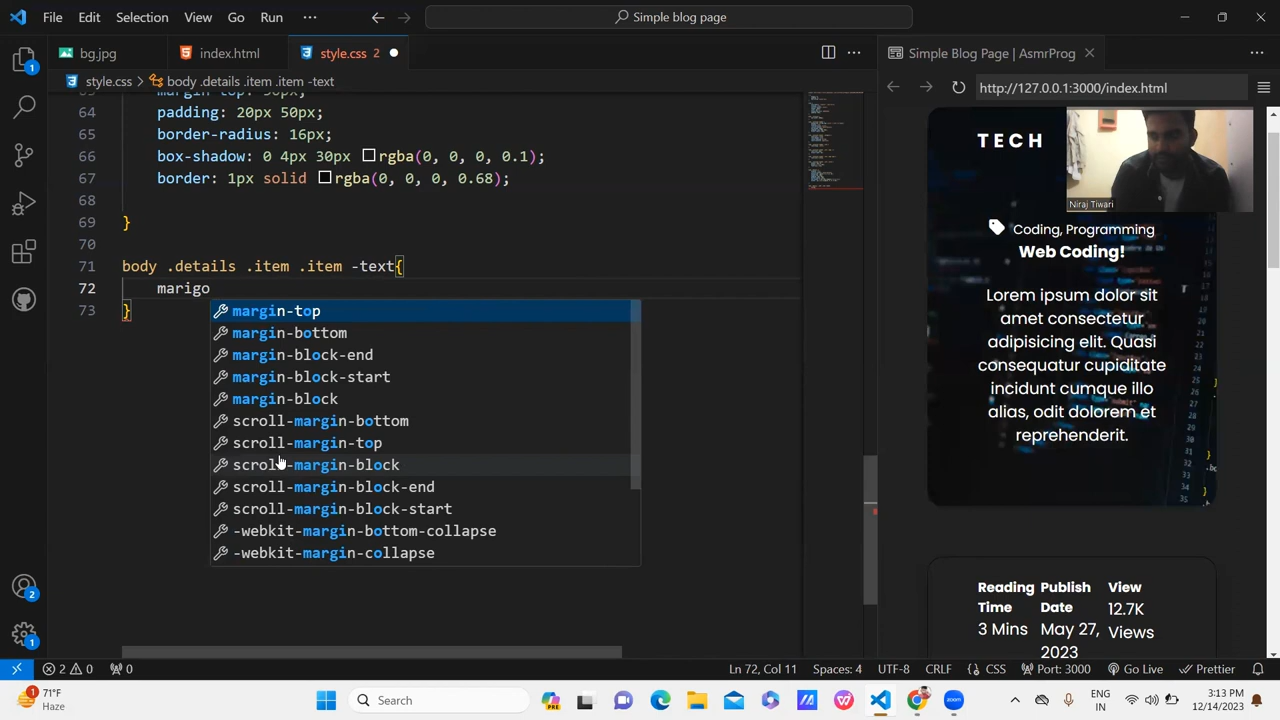 File Edit Selection View Go Run ··· Simple blog page
bg.jpg index.html style.css 2 Simple Blog Page | AsmrProg
style.css > body .details .item .item -text
http://127.0.0.1:3000/index.html
64 padding: 20px 50px;
65 border-radius: 16px;
66 box-shadow: 0 4px 30px rgba(0, 0, 0, 0.1);
67 border: 1px solid rgba(0, 0, 0, 0.68);
68
69 }
70
71 body .details .item .item -text{
72 marigo
73 }
margin-top
margin-bottom
margin-block-end
margin-block-start
margin-block
scroll-margin-bottom
scroll-margin-top
scroll-margin-block
scroll-margin-block-end
scroll-margin-block-start
-webkit-margin-bottom-collapse
-webkit-margin-collapse
TECH
Niraj Tiwari
Coding, Programming
Web Coding!
Lorem ipsum dolor sit
amet consectetur
adipisicing elit. Quasi
consequatur cupiditate
incidunt cumque illo
alias, odit dolorem et
reprehenderit.
Reading Time
3 Mins
Publish Date
May 27, 2023
View
12.7K Views
1
2
1
2 0 0 Ln 72, Col 11 Spaces: 4 UTF-8 CRLF CSS Port: 3000 Go Live Prettier
1 71°F
Haze
Search
PRE
zoom
ENG
IN
3:13 PM
12/14/2023